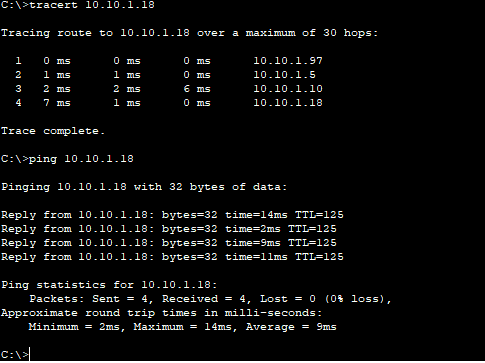 C:\>tracert 10.10.1.18
Tracing route to 10.10.1.18 over a maximum of 30 hops:
1 0 ms 0 ms 0 ms 10.10.1.97
2 1 ms 1 ms 0 ms 10.10.1.5
3 2 ms 2 ms 6 ms 10.10.1.10
4 7 ms 1 ms 0 ms 10.10.1.18
Trace complete.
C:\>ping 10.10.1.18
Pinging 10.10.1.18 with 32 bytes of data:
Reply from 10.10.1.18: bytes=32 time=14ms TTL=125
Reply from 10.10.1.18: bytes=32 time=2ms TTL=125
Reply from 10.10.1.18: bytes=32 time=9ms TTL=125
Reply from 10.10.1.18: bytes=32 time=11ms TTL=125
Ping statistics for 10.10.1.18:
Packets: Sent = 4, Received = 4, Lost = 0 (0% loss),
Approximate round trip times in milli-seconds:
Minimum = 2ms, Maximum = 14ms, Average = 9ms
C:\>